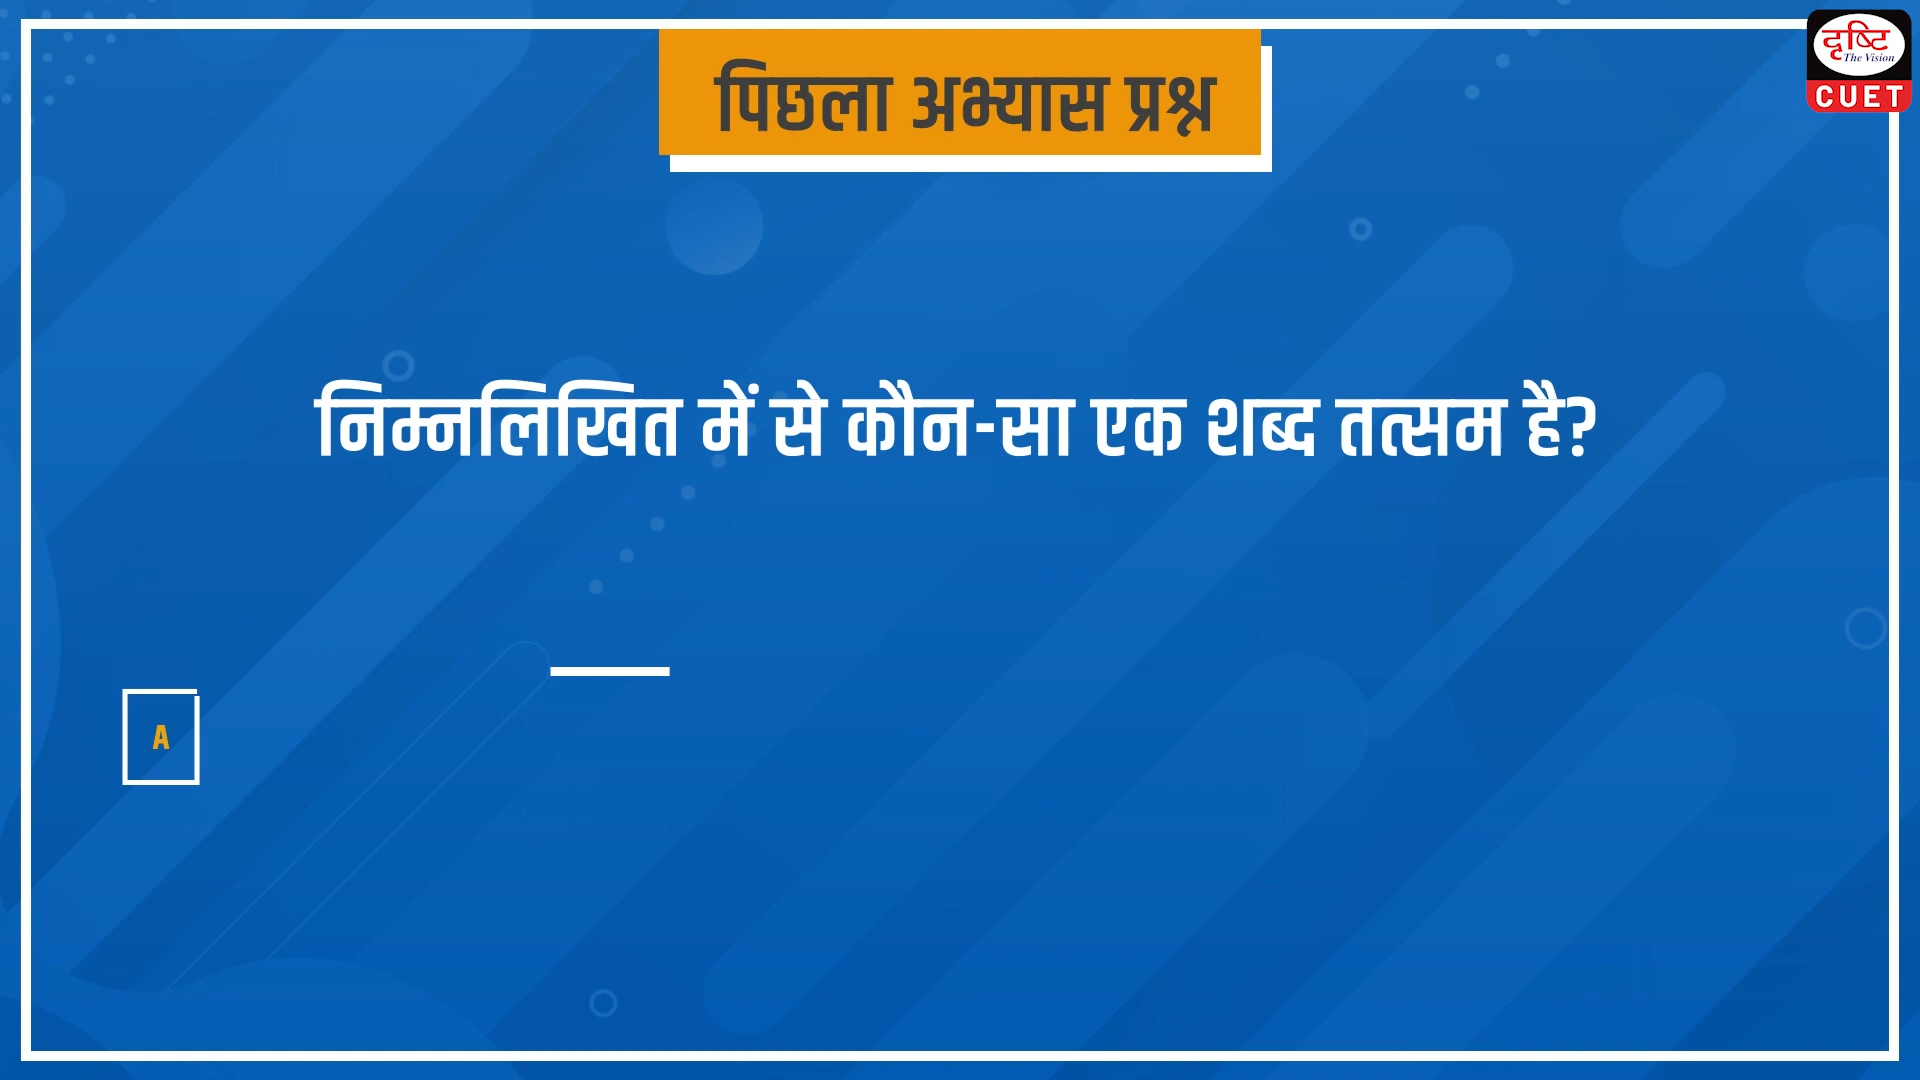 दृष्टि
The Vision
CUET
पिछला अभ्यास प्रश्न
निम्नलिखित में से कौन-सा एक शब्द तत्सम है?
A